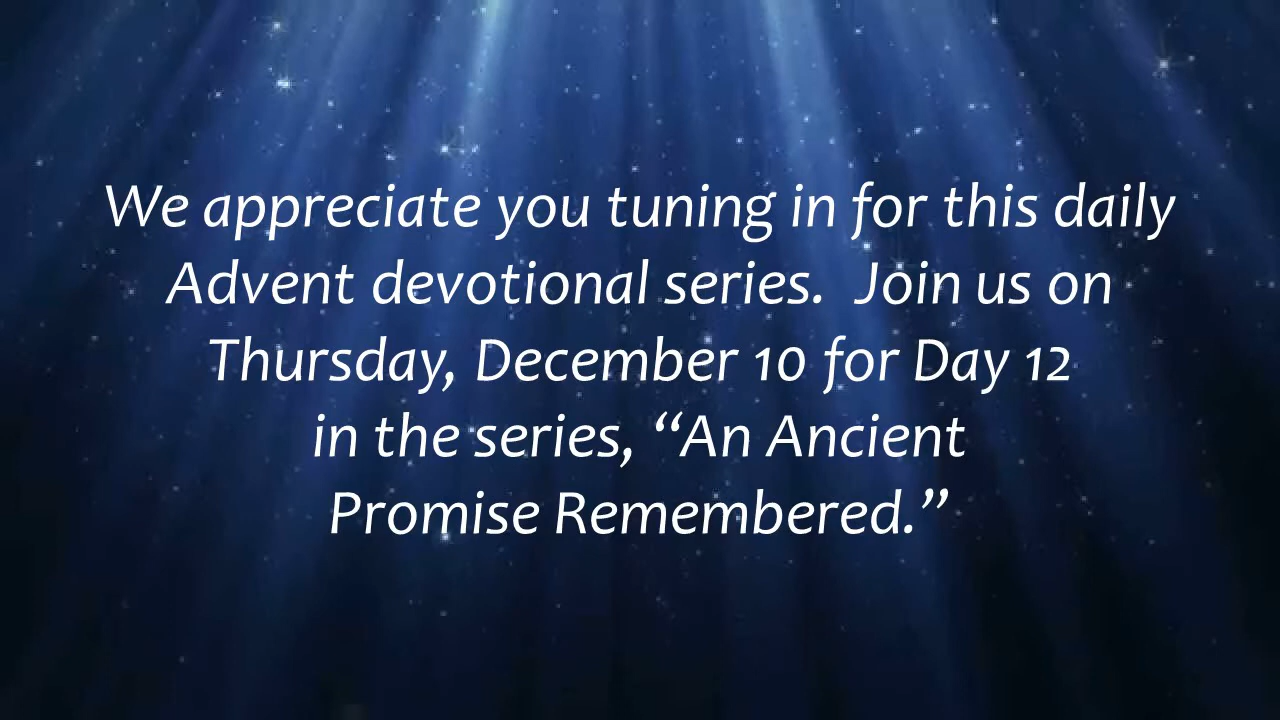 We appreciate you tuning in for this daily
Advent devotional series.  Join us on
Thursday, December 10 for Day 12
in the series, “An Ancient
Promise Remembered.”